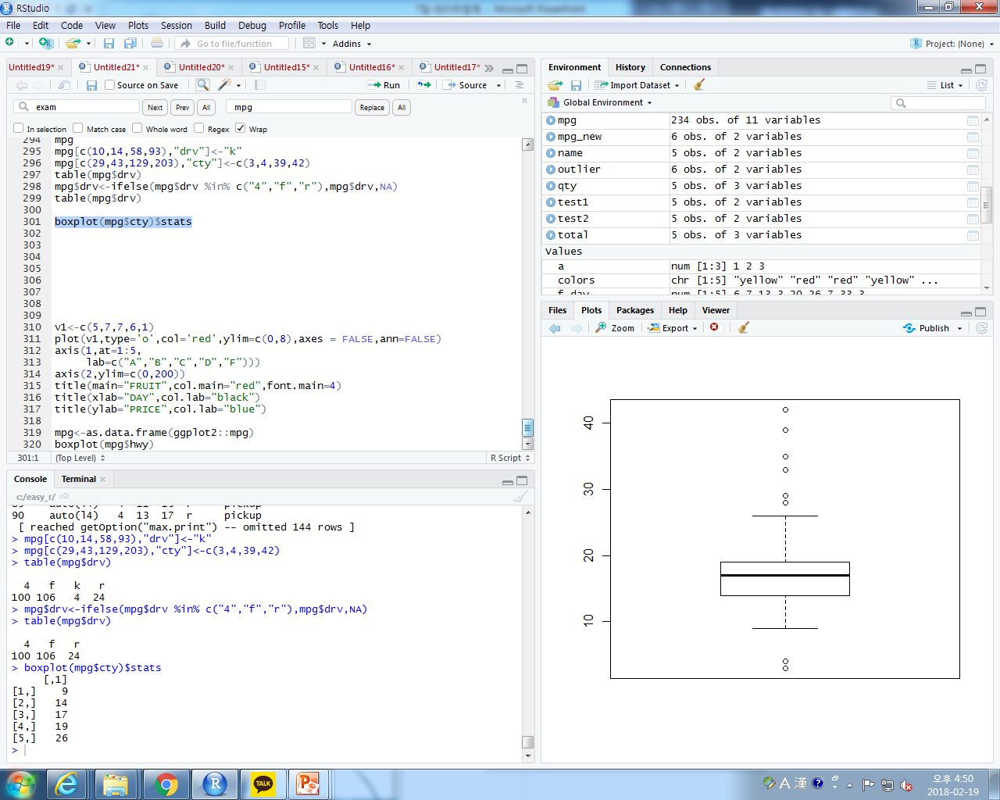 RStudio
File Edit Code View Plots Session Build Debug Profile Tools Help
Go to file/function Addins Project: (None)
Untitled19* Untitled21* Untitled20* Untitled15* Untitled16* Untitled17*
Source on Save Run Source
exam Next Prev All mpg Replace All
In selection Match case Whole word Regex Wrap
294 mpg
295 mpg[c(10,14,58,93),"drv"]<-"k"
296 mpg[c(29,43,129,203),"cty"]<-c(3,4,39,42)
297 table(mpg$drv)
298 mpg$drv<-ifelse(mpg$drv %in% c("4","f","r"),mpg$drv,NA)
299 table(mpg$drv)
300
301 boxplot(mpg$cty)$stats
302
303
304
305
306
307
308
309
310 v1<-c(5,7,7,6,1)
311 plot(v1,type='o',col='red',ylim=c(0,8),axes = FALSE,ann=FALSE)
312 axis(1,at=1:5,
313 lab=c("A","B","C","D","F")))
314 axis(2,ylim=c(0,200))
315 title(main="FRUIT",col.main="red",font.main=4)
316 title(xlab="DAY",col.lab="black")
317 title(ylab="PRICE",col.lab="blue")
318
319 mpg<-as.data.frame(ggplot2::mpg)
320 boxplot(mpg$hwy)
301:1 (Top Level) R Script
Console Terminal
c:/easy_r/
90 auto(l4) 4 13 17 r pickup
[ reached getOption("max.print") -- omitted 144 rows ]
> mpg[c(10,14,58,93),"drv"]<-"k"
> mpg[c(29,43,129,203),"cty"]<-c(3,4,39,42)
> table(mpg$drv)
4 f k r
100 106 4 24
> mpg$drv<-ifelse(mpg$drv %in% c("4","f","r"),mpg$drv,NA)
> table(mpg$drv)
4 f r
100 106 24
> boxplot(mpg$cty)$stats
[,1]
[1,] 9
[2,] 14
[3,] 17
[4,] 19
[5,] 26
>
Environment History Connections
Import Dataset List
Global Environment
mpg 234 obs. of 11 variables
mpg_new 6 obs. of 2 variables
name 5 obs. of 2 variables
outlier 6 obs. of 2 variables
qty 5 obs. of 3 variables
test1 5 obs. of 2 variables
test2 5 obs. of 2 variables
total 5 obs. of 3 variables
Values
a num [1:3] 1 2 3
colors chr [1:5] "yellow" "red" "red" "yellow" ...
Files Plots Packages Help Viewer
Zoom Export Publish
40
30
20
10
TALK
A 漢
오후 4:50
2018-02-19